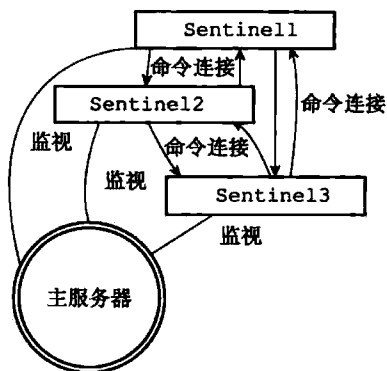 Sentinel1
命令连接
命令连接
Sentinel2
监视
命令连接
监视
Sentinel3
监视
主服务器